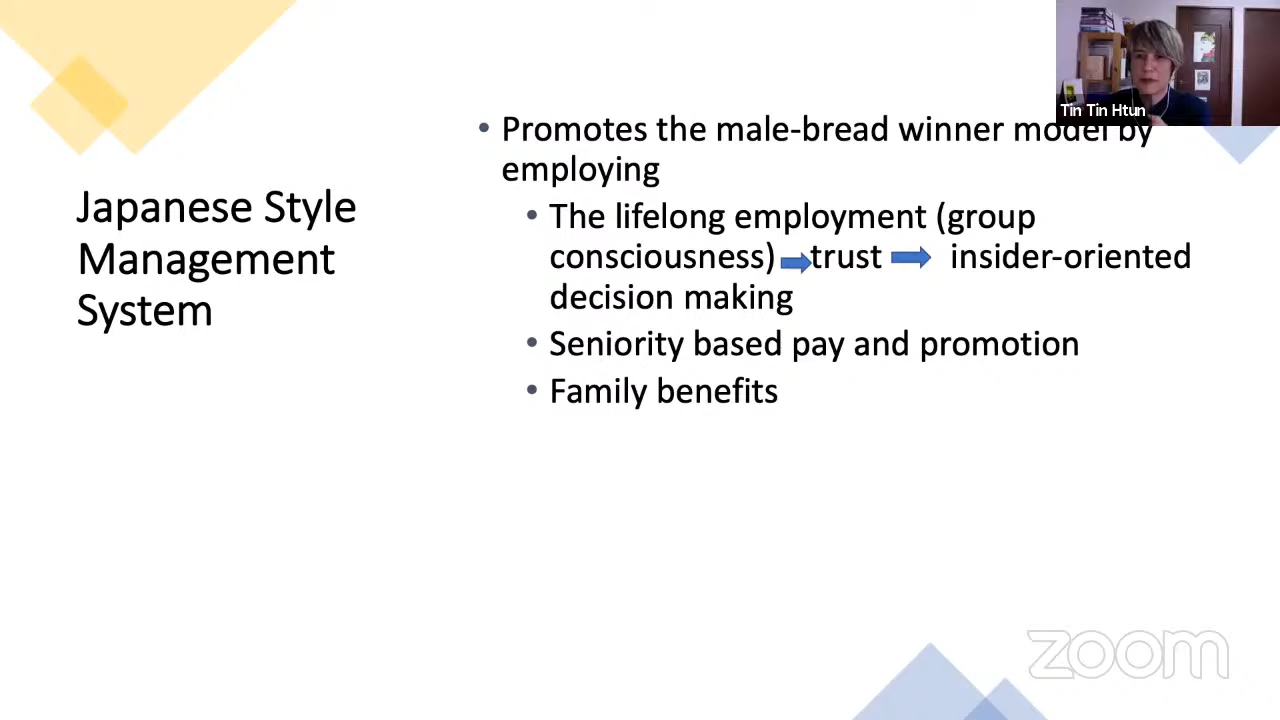 Tin Tin Htun
• Promotes the male-bread winner model by
employing
Japanese Style
Management
System
• The lifelong employment (group
consciousness) trust insider-oriented
decision making
• Seniority based pay and promotion
• Family benefits
zoom